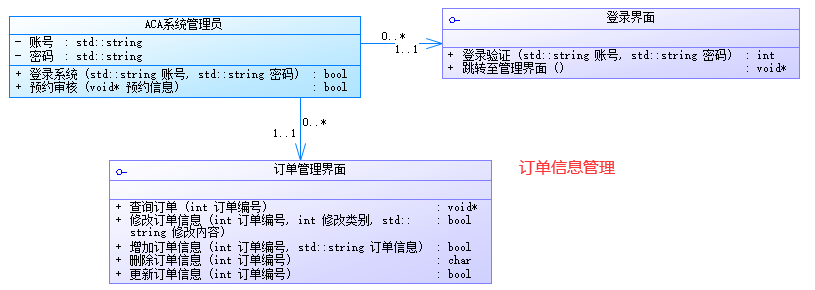 ACA系统管理员
- 账号 : std::string
- 密码 : std::string
+ 登录系统 (std::string 账号, std::string 密码) : bool
+ 预约审核 (void* 预约信息) : bool
0..*
1..1
登录界面
+ 登录验证 (std::string 账号, std::string 密码) : int
+ 跳转至管理界面 () : void*
0..*
1..1
订单管理界面
订单信息管理
+ 查询订单 (int 订单编号) : void*
+ 修改订单信息 (int 订单编号, int 修改类别, std:: : bool
string 修改内容)
+ 增加订单信息 (int 订单编号, std::string 订单信息) : bool
+ 删除订单信息 (int 订单编号) : char
+ 更新订单信息 (int 订单编号) : bool